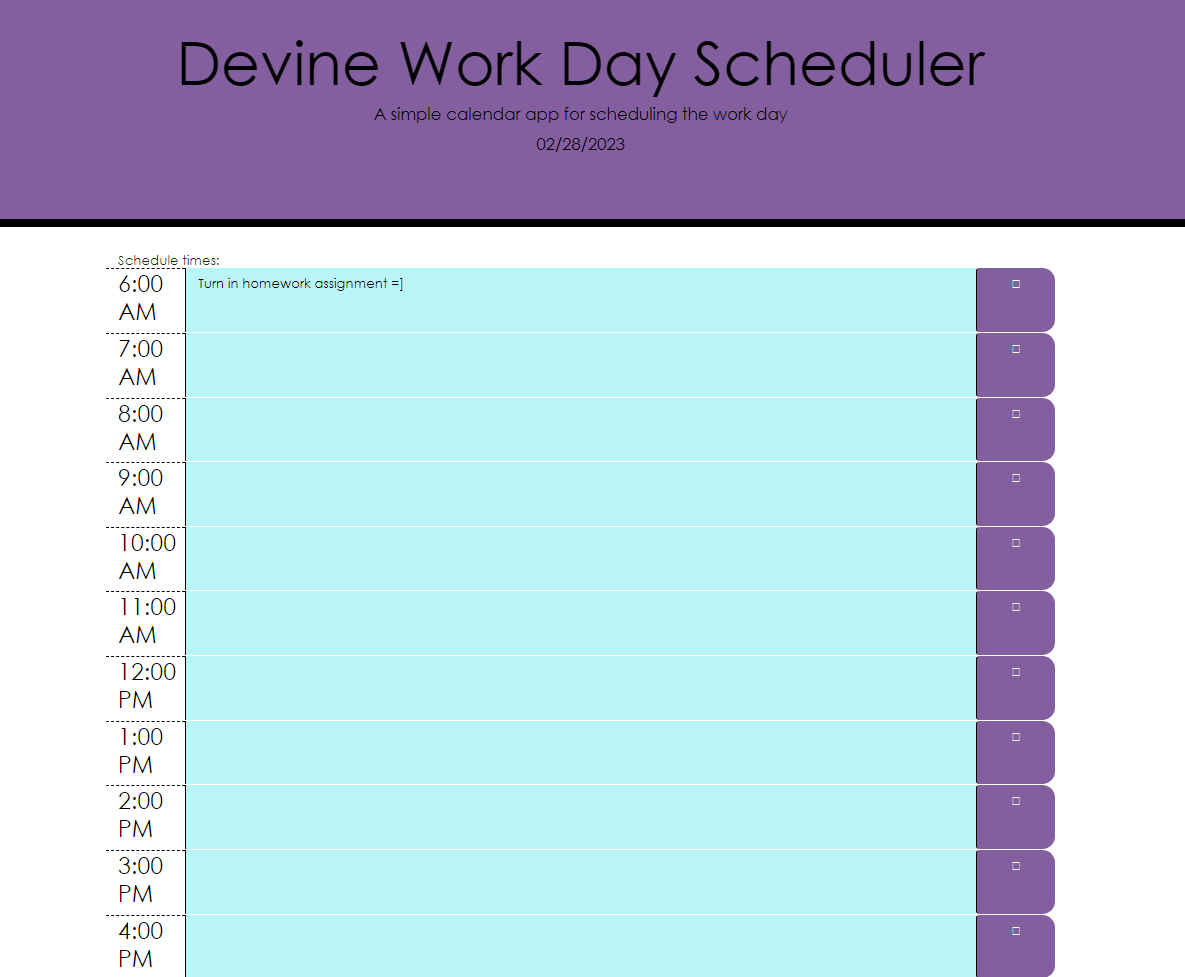 Devine Work Day Scheduler
A simple calendar app for scheduling the work day
02/28/2023
Schedule times:
6:00
AM
Turn in homework assignment =]
7:00
AM
8:00
AM
9:00
AM
10:00
AM
11:00
AM
12:00
PM
1:00
PM
2:00
PM
3:00
PM
4:00
PM